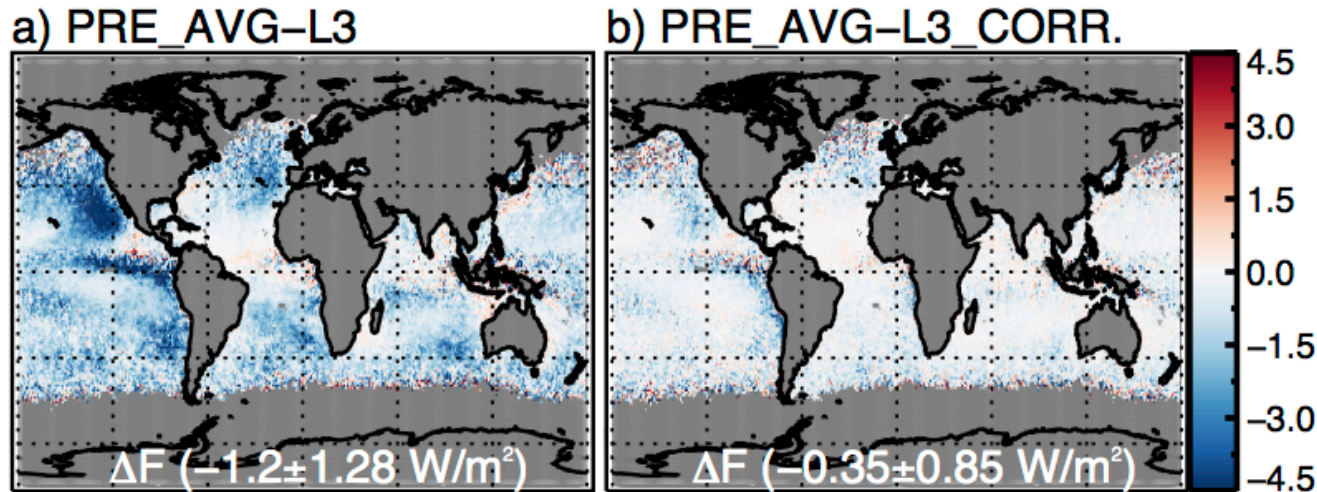 a) PRE_AVG−L3
b) PRE_AVG−L3_CORR.
4.5
3.0
1.5
0.0
−1.5
−3.0
−4.5
ΔF (−1.2±1.28 W/m²)
ΔF (−0.35±0.85 W/m²)